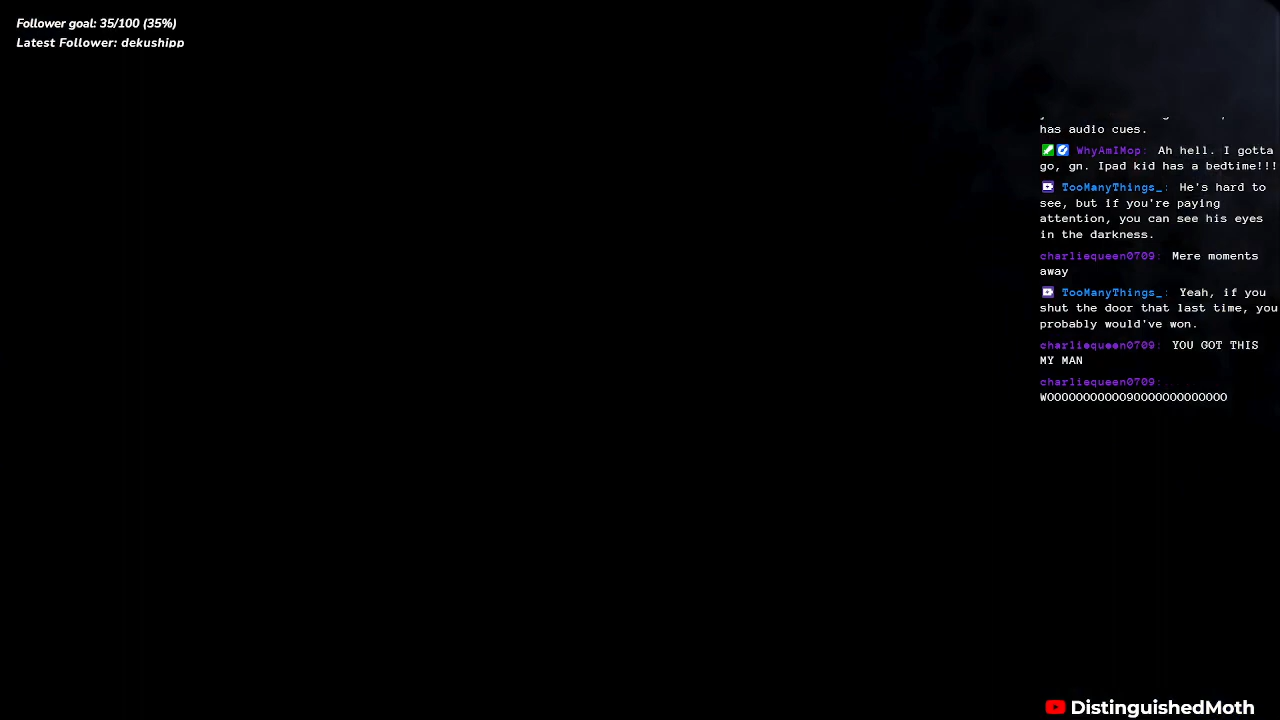 Follower goal: 35/100 (35%)
Latest Follower: dekushipp
has audio cues.
WhyAmIMop: Ah hell. I gotta
go, gn. Ipad kid has a bedtime!!!
TooManyThings_: He's hard to
see, but if you're paying
attention, you can see his eyes
in the darkness.
charliequeen0709: Mere moments
away
TooManyThings_: Yeah, if you
shut the door that last time, you
probably would've won.
charliequeen0709: YOU GOT THIS
MY MAN
charliequeen0709:
WOOOOOOOOOOO9OOOOOOOOOOOOO
DistinguishedMoth